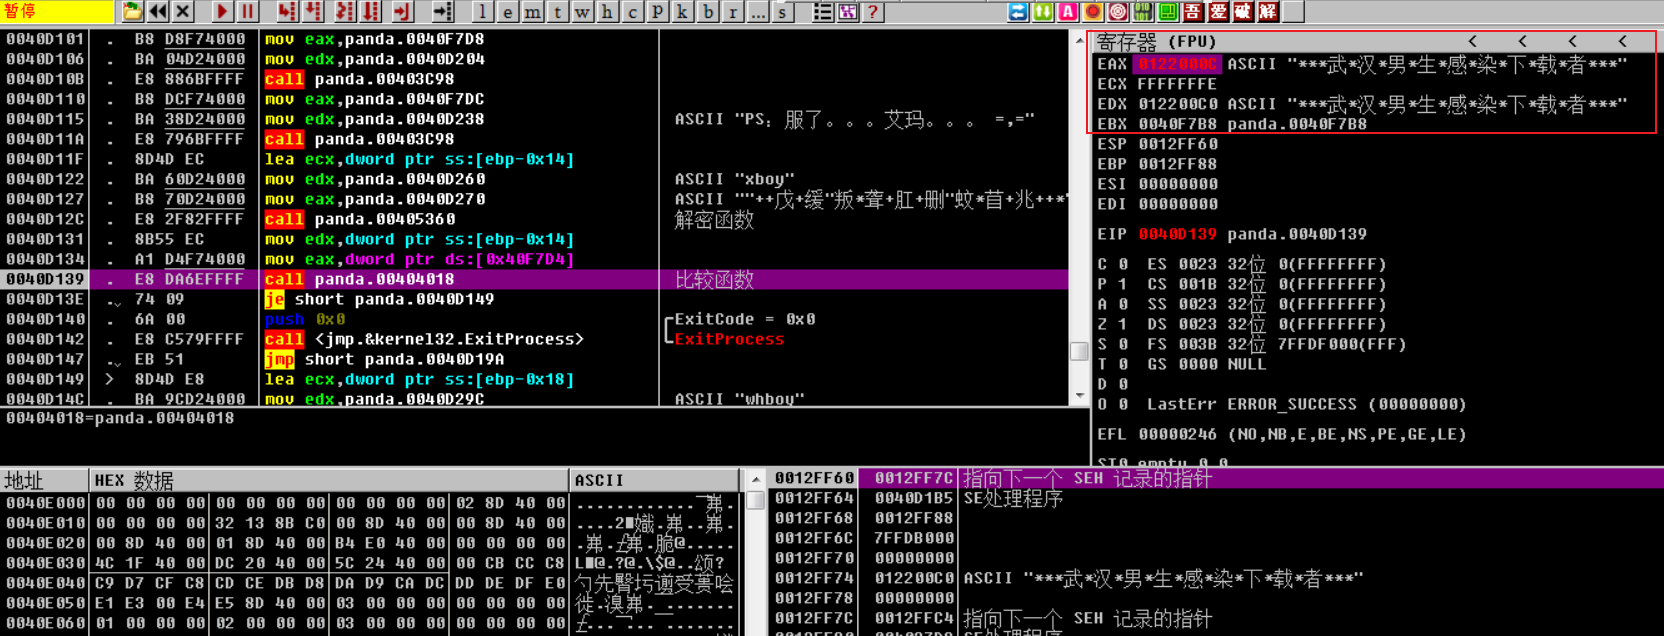 暂停 l e m t w h c p k b r ... s ? A 吾 爱 破 解
0040D101 . B8 D8F74000 mov eax,panda.0040F7D8
0040D106 . BA 04D24000 mov edx,panda.0040D204
0040D10B . E8 886BFFFF call panda.00403C98
0040D110 . B8 DCF74000 mov eax,panda.0040F7DC
0040D115 . BA 38D24000 mov edx,panda.0040D238 ASCII "PS: 服了。。。艾玛。。。 =,="
0040D11A . E8 796BFFFF call panda.00403C98
0040D11F . 8D4D EC lea ecx,dword ptr ss:[ebp-0x14]
0040D122 . BA 60D24000 mov edx,panda.0040D260 ASCII "xboy"
0040D127 . B8 70D24000 mov eax,panda.0040D270 ASCII ""++戊+缓"叛*聋+肛+删"蛟*苜+兆+++"
0040D12C . E8 2F82FFFF call panda.00405360 解密函数
0040D131 . 8B55 EC mov edx,dword ptr ss:[ebp-0x14]
0040D134 . A1 D4F74000 mov eax,dword ptr ds:[0x40F7D4]
0040D139 . E8 DA6EFFFF call panda.00404018 比较函数
0040D13E . 74 09 je short panda.0040D149
0040D140 . 6A 00 push 0x0 ExitCode = 0x0
0040D142 . E8 C579FFFF call <jmp.&kernel32.ExitProcess> ExitProcess
0040D147 . EB 51 jmp short panda.0040D19A
0040D149 > 8D4D E8 lea ecx,dword ptr ss:[ebp-0x18]
0040D14C . BA 9CD24000 mov edx,panda.0040D29C ASCII "whboy"
00404018=panda.00404018
寄存器 (FPU) < < < <
EAX 0122000C ASCII "***武*汉*男*生*感*染*下*载*者***"
ECX FFFFFFFE
EDX 012200C0 ASCII "***武*汉*男*生*感*染*下*载*者***"
EBX 0040F7B8 panda.0040F7B8
ESP 0012FF60
EBP 0012FF88
ESI 00000000
EDI 00000000
EIP 0040D139 panda.0040D139
C 0 ES 0023 32位 0(FFFFFFFF)
P 1 CS 001B 32位 0(FFFFFFFF)
A 0 SS 0023 32位 0(FFFFFFFF)
Z 1 DS 0023 32位 0(FFFFFFFF)
S 0 FS 003B 32位 7FFDF000(FFF)
T 0 GS 0000 NULL
D 0
O 0 LastErr ERROR_SUCCESS (00000000)
EFL 00000246 (NO,NB,E,BE,NS,PE,GE,LE)
ST0 empty 0.0
地址 HEX 数据 ASCII
0040E000 00 00 00 00 00 00 00 00 00 00 00 00 02 8D 40 00
0040E010 00 00 00 00 32 13 8B C0 00 8D 40 00 00 8D 40 00
0040E020 00 8D 40 00 01 8D 40 00 B4 E0 40 00 00 00 00 00
0040E030 4C 1F 40 00 DC 20 40 00 5C 24 40 00 00 CB CC C8
0040E040 C9 D7 CF C8 CD CE DB D8 DA D9 CA DC DD DE DF E0
0040E050 E1 E3 00 E4 E5 8D 40 00 03 00 00 00 00 00 00 00
0040E060 01 00 00 00 02 00 00 00 03 00 00 00 00 00 00 00
0012FF60 0012FF7C 指向下一个 SEH 记录的指针
0012FF64 0040D1B5 SE处理程序
0012FF68 0012FF88
0012FF6C 7FFDB000
0012FF70 00000000
0012FF74 012200C0 ASCII "***武*汉*男*生*感*染*下*载*者***"
0012FF78 00000000
0012FF7C 0012FFC4 指向下一个 SEH 记录的指针